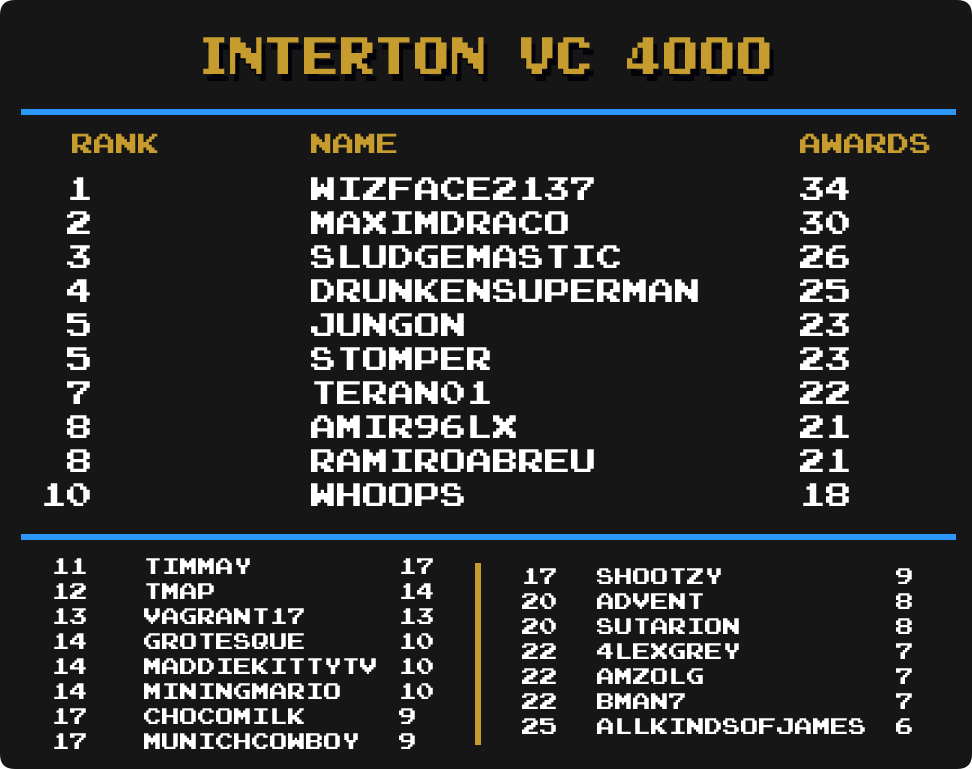 INTERTON VC 4000
RANK NAME AWARDS
1 WIZFACE2137 34
2 MAXIMDRACO 30
3 SLUDGEMASTIC 26
4 DRUNKENSUPERMAN 25
5 JUNGON 23
5 STOMPER 23
7 TERAN01 22
8 AMIR96LX 21
8 RAMIROABREU 21
10 WHOOPS 18
11 TIMMAY 17
12 TMAP 14
13 VAGRANT17 13
14 GROTESQUE 10
14 MADDIEKITTYTV 10
14 MININGMARIO 10
17 CHOCOMILK 9
17 MUNICHCOWBOY 9
17 SHOOTZY 9
20 ADVENT 8
20 SUTARION 8
22 4LEXGREY 7
22 AMZOLG 7
22 BMAN7 7
25 ALLKINDSOFJAMES 6